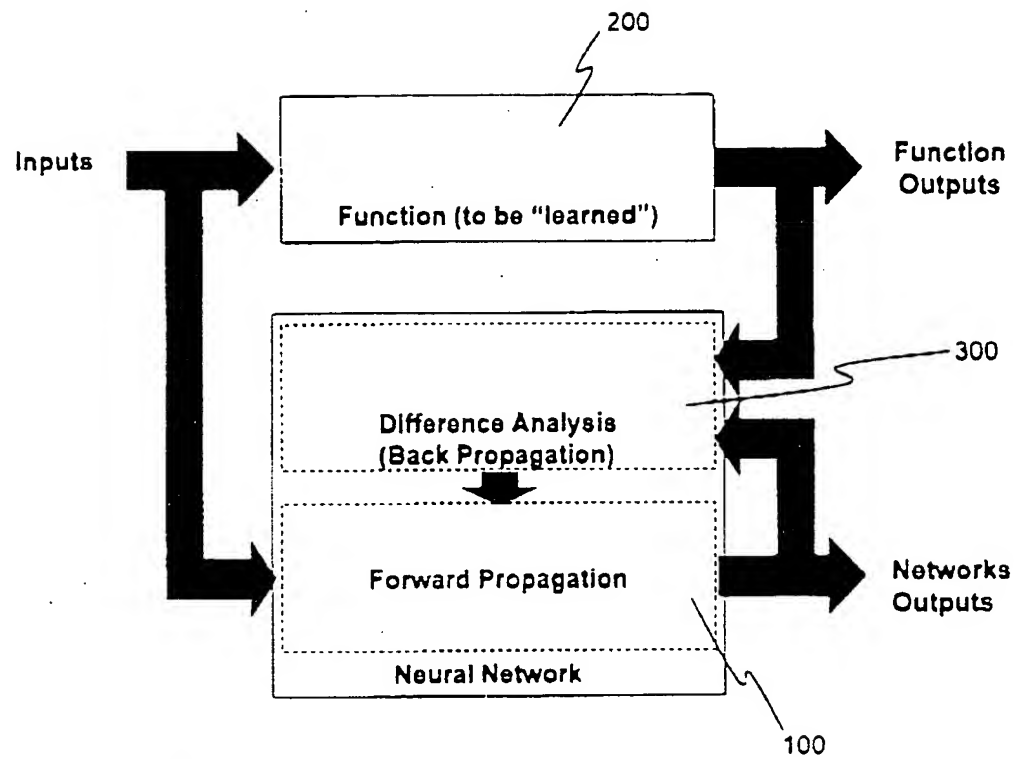 200
Inputs
Function
Outputs
Function (to be "learned")
300
Difference Analysis
(Back Propagation)
Forward Propagation
Networks
Outputs
Neural Network
100